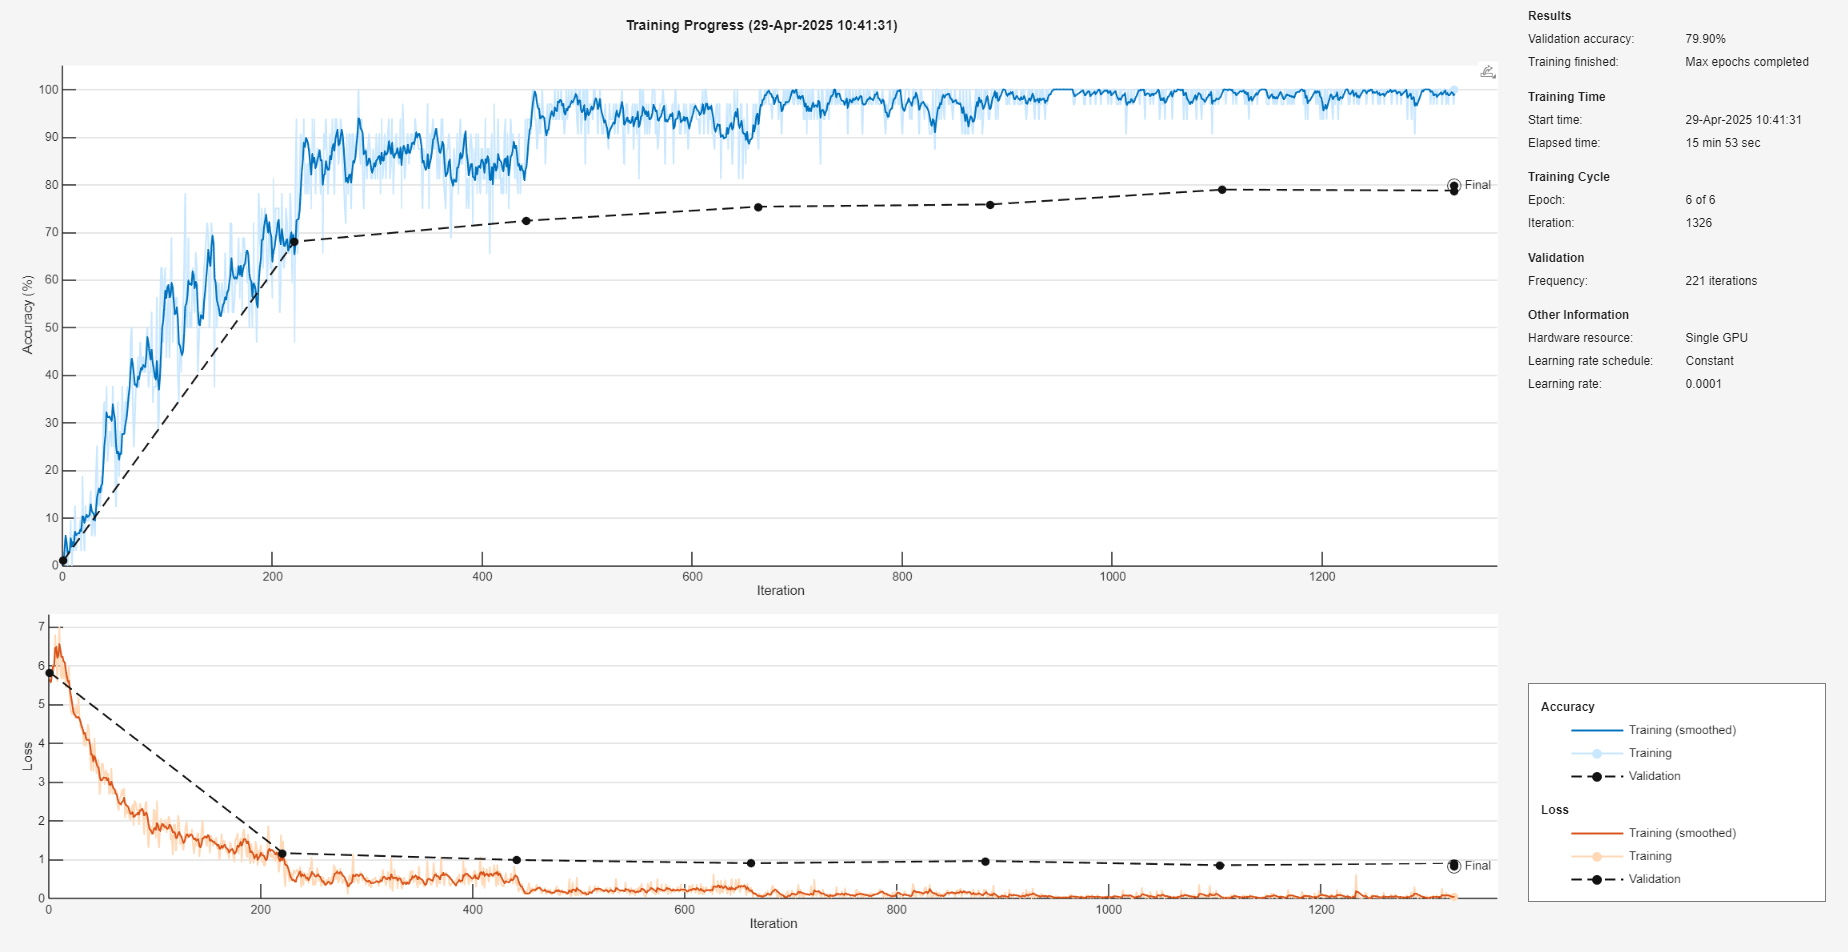 Training Progress (29-Apr-2025 10:41:31)
Accuracy (%)
100
90
80
70
60
50
40
30
20
10
0
Final
0 200 400 600 800 1000 1200
Iteration
Loss
7
6
5
4
3
2
1
0
Final
0 200 400 600 800 1000 1200
Iteration
Results
Validation accuracy: 79.90%
Training finished: Max epochs completed
Training Time
Start time: 29-Apr-2025 10:41:31
Elapsed time: 15 min 53 sec
Training Cycle
Epoch: 6 of 6
Iteration: 1326
Validation
Frequency: 221 iterations
Other Information
Hardware resource: Single GPU
Learning rate schedule: Constant
Learning rate: 0.0001
Accuracy
Training (smoothed)
Training
Validation
Loss
Training (smoothed)
Training
Validation